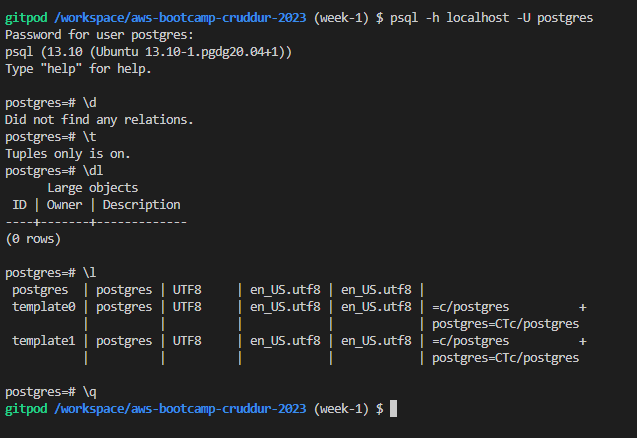 gitpod /workspace/aws-bootcamp-cruddur-2023 (week-1) $ psql -h localhost -U postgres
Password for user postgres:
psql (13.10 (Ubuntu 13.10-1.pgdg20.04+1))
Type "help" for help.
postgres=# \d
Did not find any relations.
postgres=# \t
Tuples only is on.
postgres=# \dl
      Large objects
 ID | Owner | Description
----+-------+-------------
(0 rows)
postgres=# \l
 postgres  | postgres | UTF8     | en_US.utf8 | en_US.utf8 |
 template0 | postgres | UTF8     | en_US.utf8 | en_US.utf8 | =c/postgres          +
           |          |          |            |            | postgres=CTc/postgres
 template1 | postgres | UTF8     | en_US.utf8 | en_US.utf8 | =c/postgres          +
           |          |          |            |            | postgres=CTc/postgres
postgres=# \q
gitpod /workspace/aws-bootcamp-cruddur-2023 (week-1) $